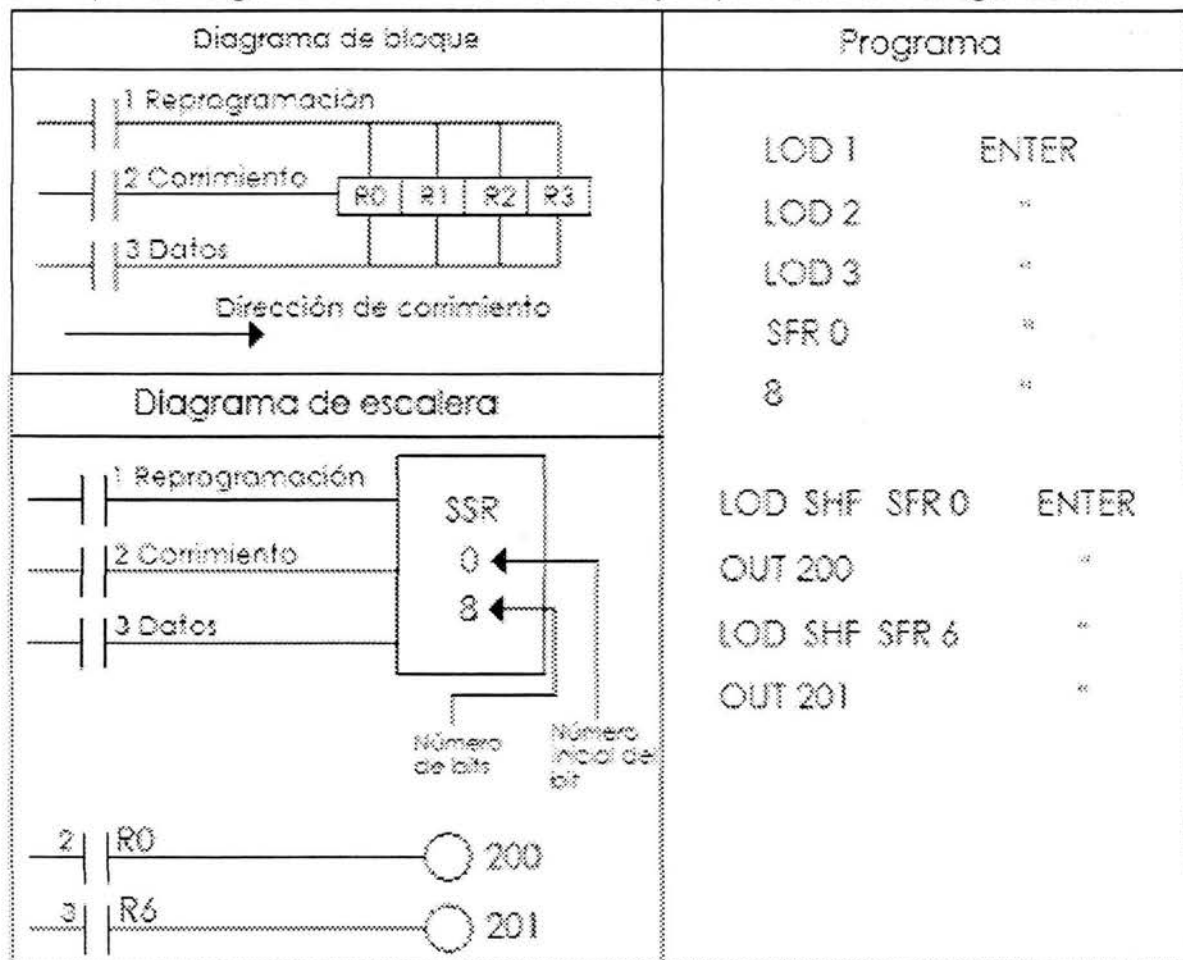 Diagrama de bloque
1 Reprogramación
2 Corrimiento
R0 R1 R2 R3
3 Datos
Dirección de corrimiento
Diagrama de escalera
1 Reprogramación
2 Corrimiento
3 Datos
SSR
0
8
Número de bits
Número inicial del bit
2 R0 200
3 R6 201
Programa
LOD 1 ENTER
LOD 2 "
LOD 3 "
SFR 0 "
8 "
LOD SHF SFR 0 ENTER
OUT 200 "
LOD SHF SFR 6 "
OUT 201 "